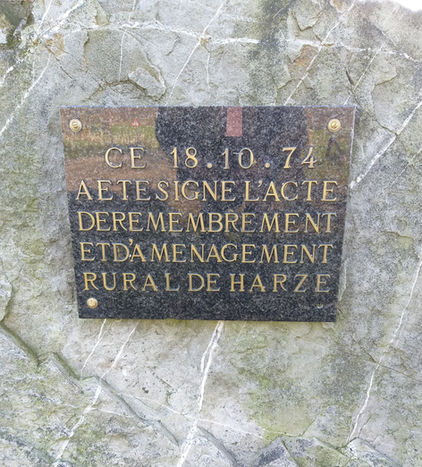 CE 18.10.74
A ETE SIGNE L'ACTE
DE REMEMBREMENT
ET D'AMENAGEMENT
RURAL DE HARZE